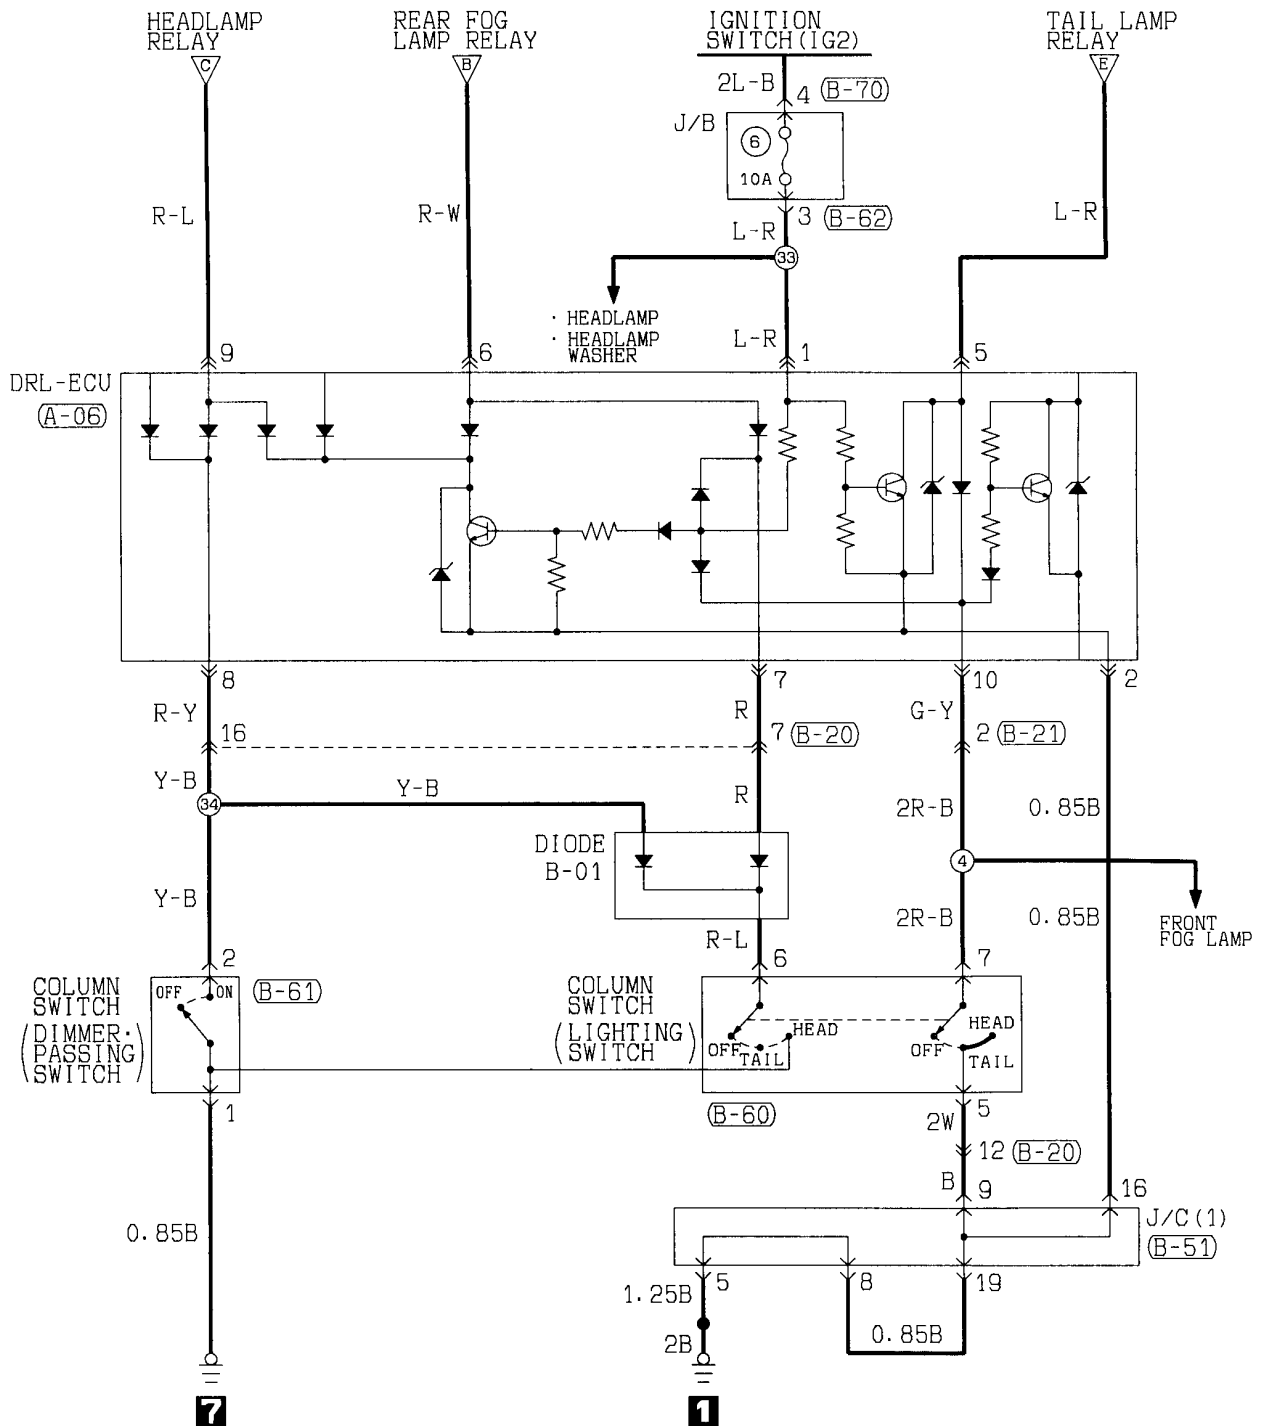 HEADLAMP
RELAY
REAR FOG
LAMP RELAY
IGNITION
SWITCH(IG2)
TAIL LAMP
RELAY
C
B
E
2L-B
4
B-70
J/B
6
10A
3
B-62
R-L
R-W
L-R
L-R
33
· HEADLAMP
· HEADLAMP
WASHER
L-R
9
6
1
5
DRL-ECU
A-06
8
7
10
2
R-Y
R
G-Y
16
7
B-20
2
B-21
Y-B
Y-B
R
2R-B
0.85B
34
DIODE
B-01
4
Y-B
2R-B
0.85B
FRONT
FOG LAMP
R-L
2
6
7
COLUMN
SWITCH
(DIMMER·
PASSING
SWITCH)
OFF
ON
B-61
COLUMN
SWITCH
(LIGHTING
SWITCH)
OFF
TAIL
HEAD
OFF
HEAD
TAIL
1
B-60
5
2W
12
B-20
B
9
16
J/C(1)
B-51
0.85B
5
8
19
1.25B
0.85B
2B
7
1